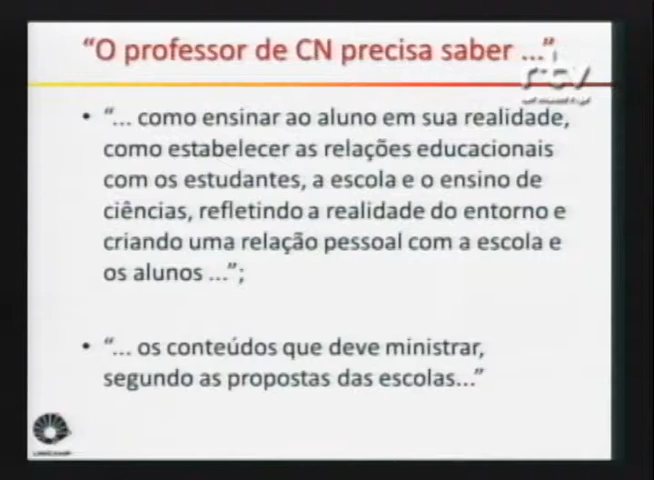 “O professor de CN precisa saber ...”
rtv
• “... como ensinar ao aluno em sua realidade,
como estabelecer as relações educacionais
com os estudantes, a escola e o ensino de
ciências, refletindo a realidade do entorno e
criando uma relação pessoal com a escola e
os alunos ...”;
• “... os conteúdos que deve ministrar,
segundo as propostas das escolas...”
UNICAMP